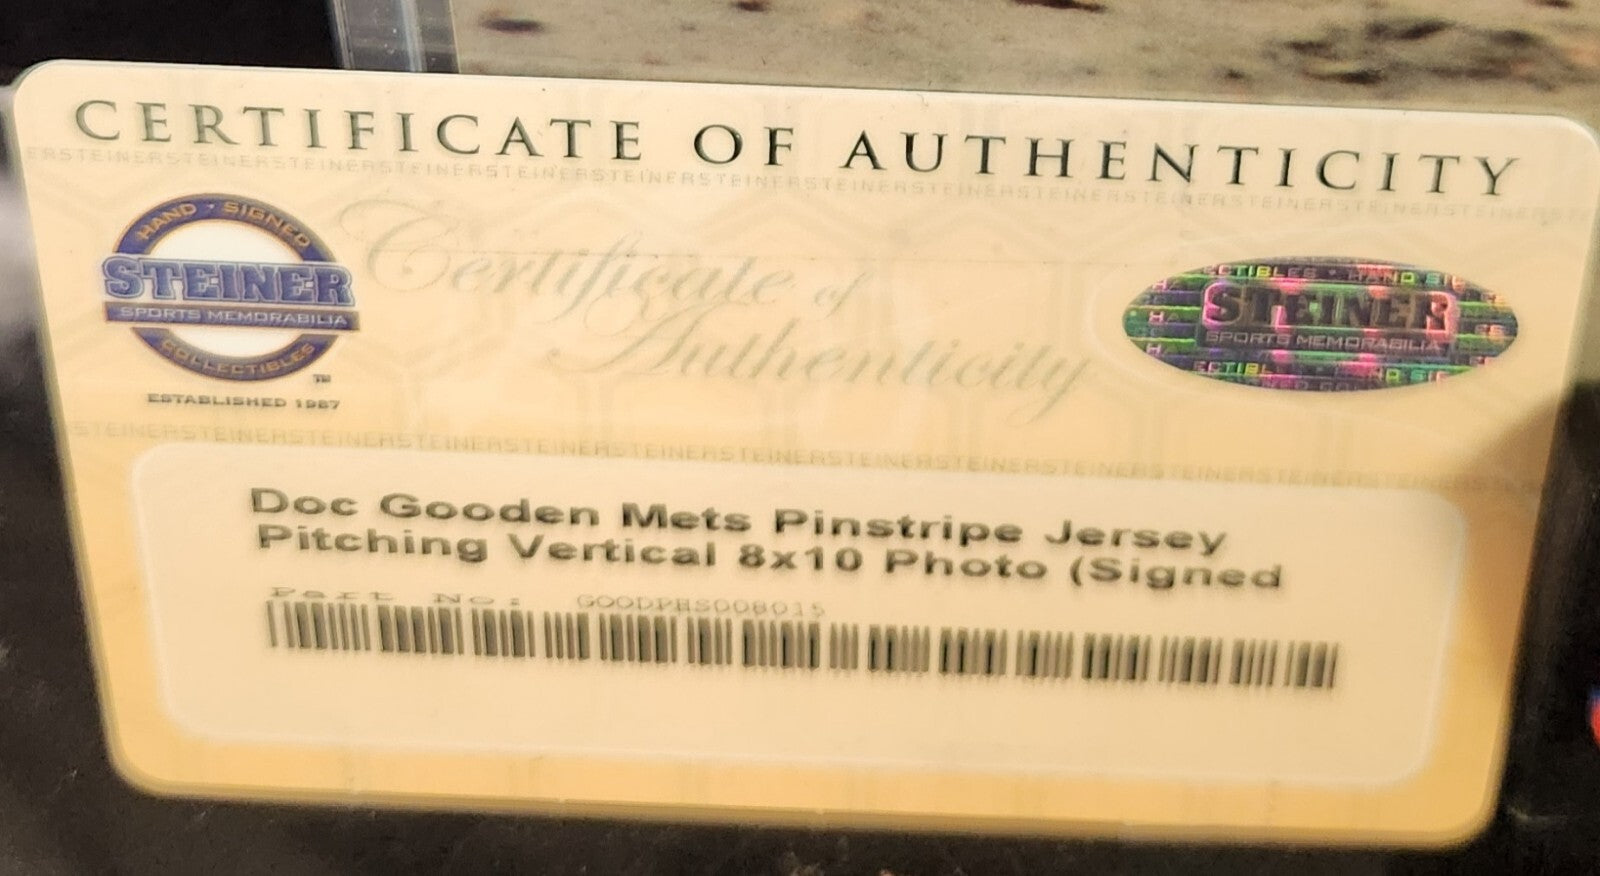 CERTIFICATE OF AUTHENTICITY
HAND - SIGNED
STEINER
SPORTS MEMORABILIA
COLLECTIBLES
TM
ESTABLISHED 1987
Certificate of
Authenticity
STEINER
SPORTS MEMORABILIA
Doc Gooden Mets Pinstripe Jersey
Pitching Vertical 8x10 Photo (Signed
Part No: GOODPHS008015